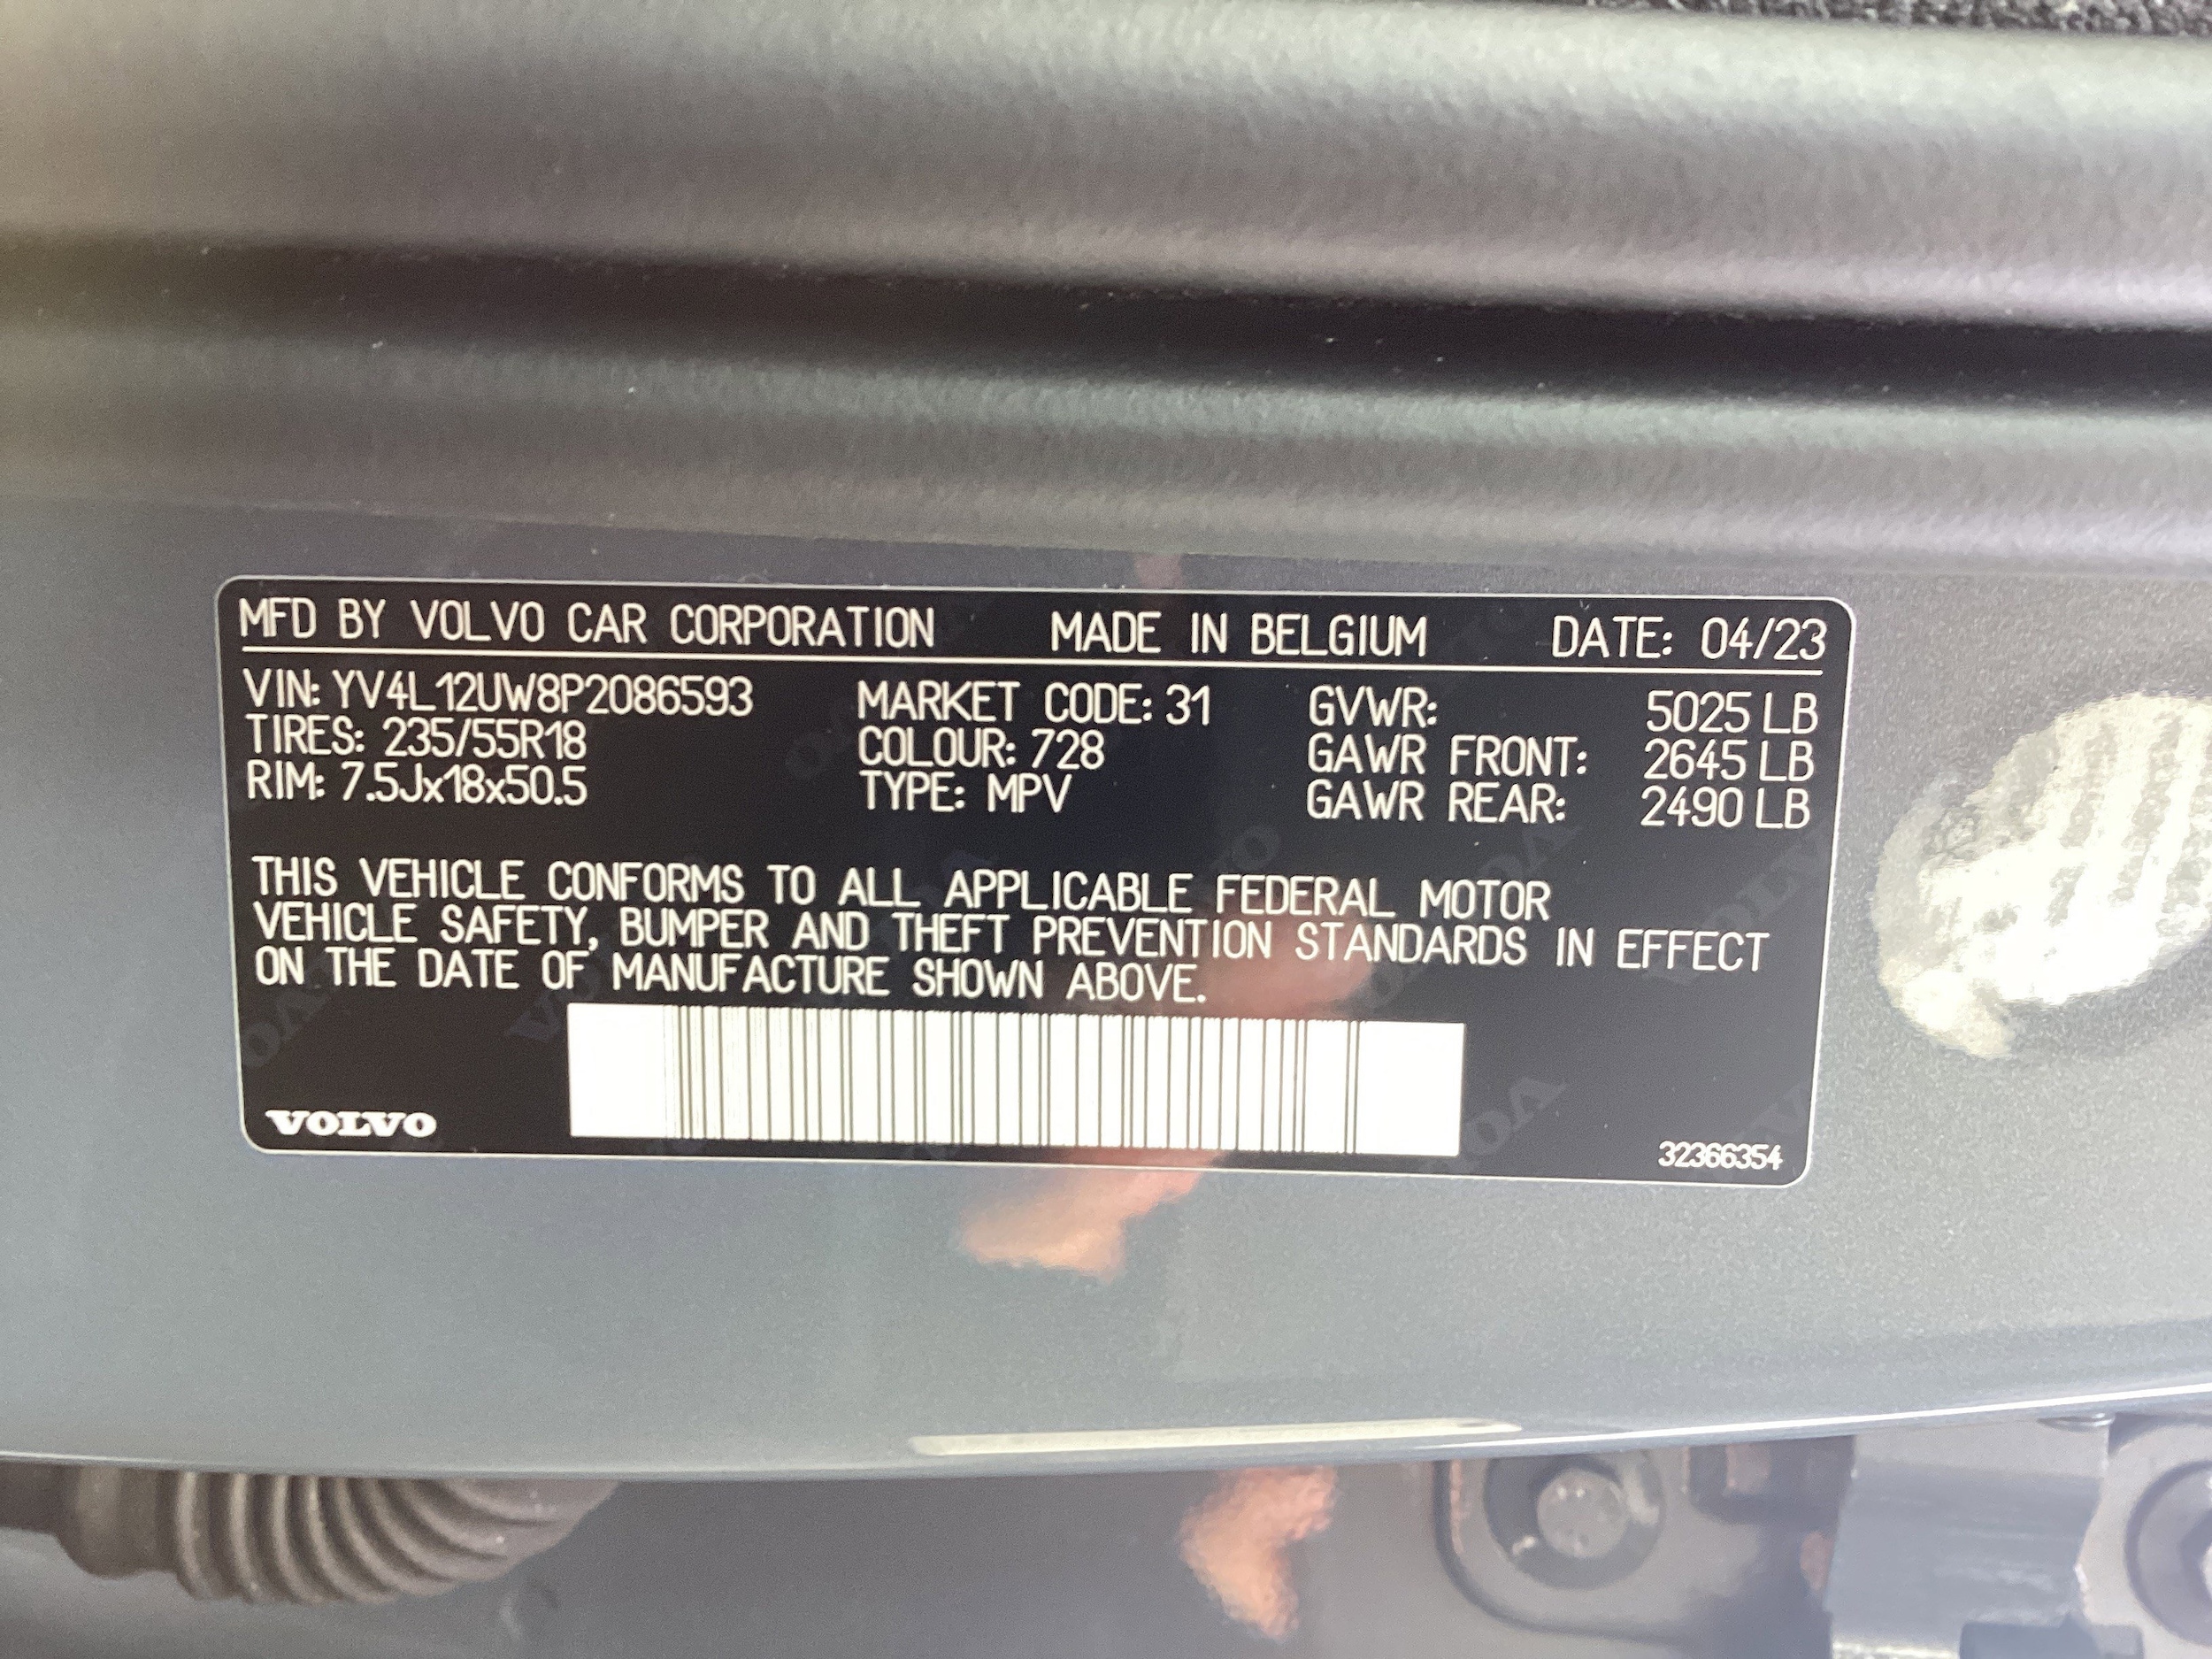 MFD BY VOLVO CAR CORPORATION MADE IN BELGIUM DATE: 04/23
VIN: YV4L12UW8P2086593 MARKET CODE: 31 GVWR: 5025 LB
TIRES: 235/55R18 COLOUR: 728 GAWR FRONT: 2645 LB
RIM: 7.5Jx18x50.5 TYPE: MPV GAWR REAR: 2490 LB
THIS VEHICLE CONFORMS TO ALL APPLICABLE FEDERAL MOTOR
VEHICLE SAFETY, BUMPER AND THEFT PREVENTION STANDARDS IN EFFECT
ON THE DATE OF MANUFACTURE SHOWN ABOVE.
VOLVO
32366354